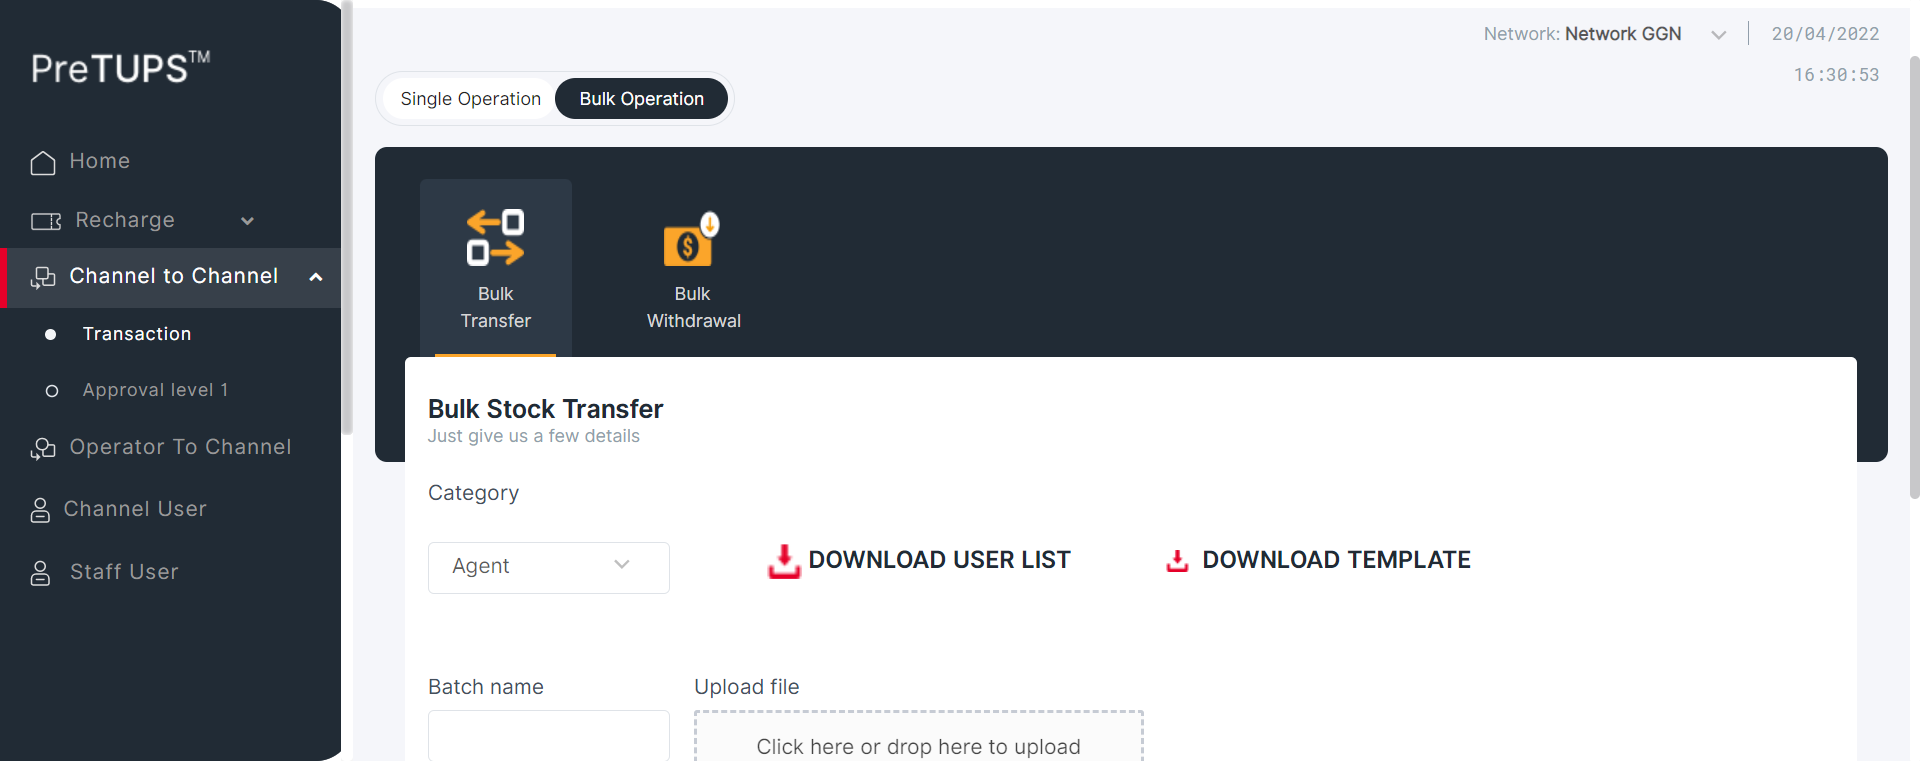 PreTUPS™
Home
Recharge
Channel to Channel
Transaction
Approval level 1
Operator To Channel
Channel User
Staff User
Network: Network GGN
20/04/2022
16:30:53
Single Operation
Bulk Operation
Bulk
Transfer
Bulk
Withdrawal
Bulk Stock Transfer
Just give us a few details
Category
Agent
DOWNLOAD USER LIST
DOWNLOAD TEMPLATE
Batch name
Upload file
Click here or drop here to upload